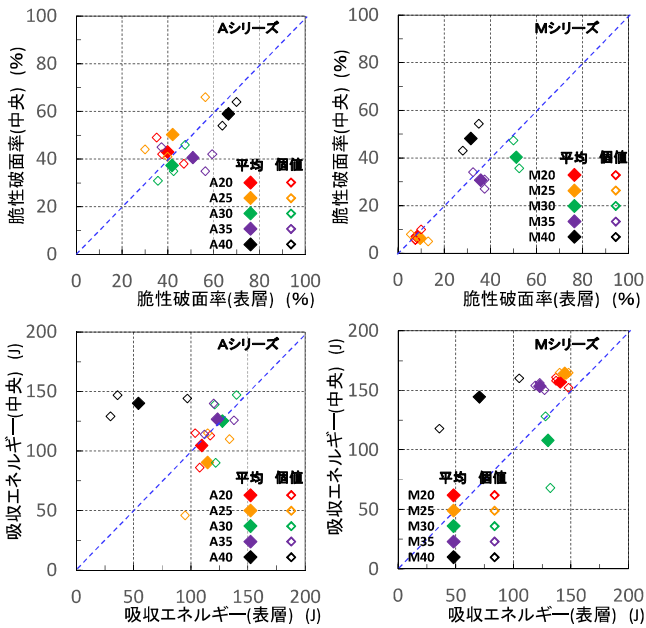 Aシリーズ
100
80
60
40
20
0
脆性破面率(中央) (%)
平均 個値
A20
A25
A30
A35
A40
0 20 40 60 80 100
脆性破面率(表層) (%)
Mシリーズ
100
80
60
40
20
0
脆性破面率(中央) (%)
平均 個値
M20
M25
M30
M35
M40
0 20 40 60 80 100
脆性破面率(表層) (%)
Aシリーズ
200
150
100
50
0
吸収エネルギー(中央) (J)
平均 個値
A20
A25
A30
A35
A40
0 50 100 150 200
吸収エネルギー(表層) (J)
Mシリーズ
200
150
100
50
0
吸収エネルギー(中央) (J)
平均 個値
M20
M25
M30
M35
M40
0 50 100 150 200
吸収エネルギー(表層) (J)